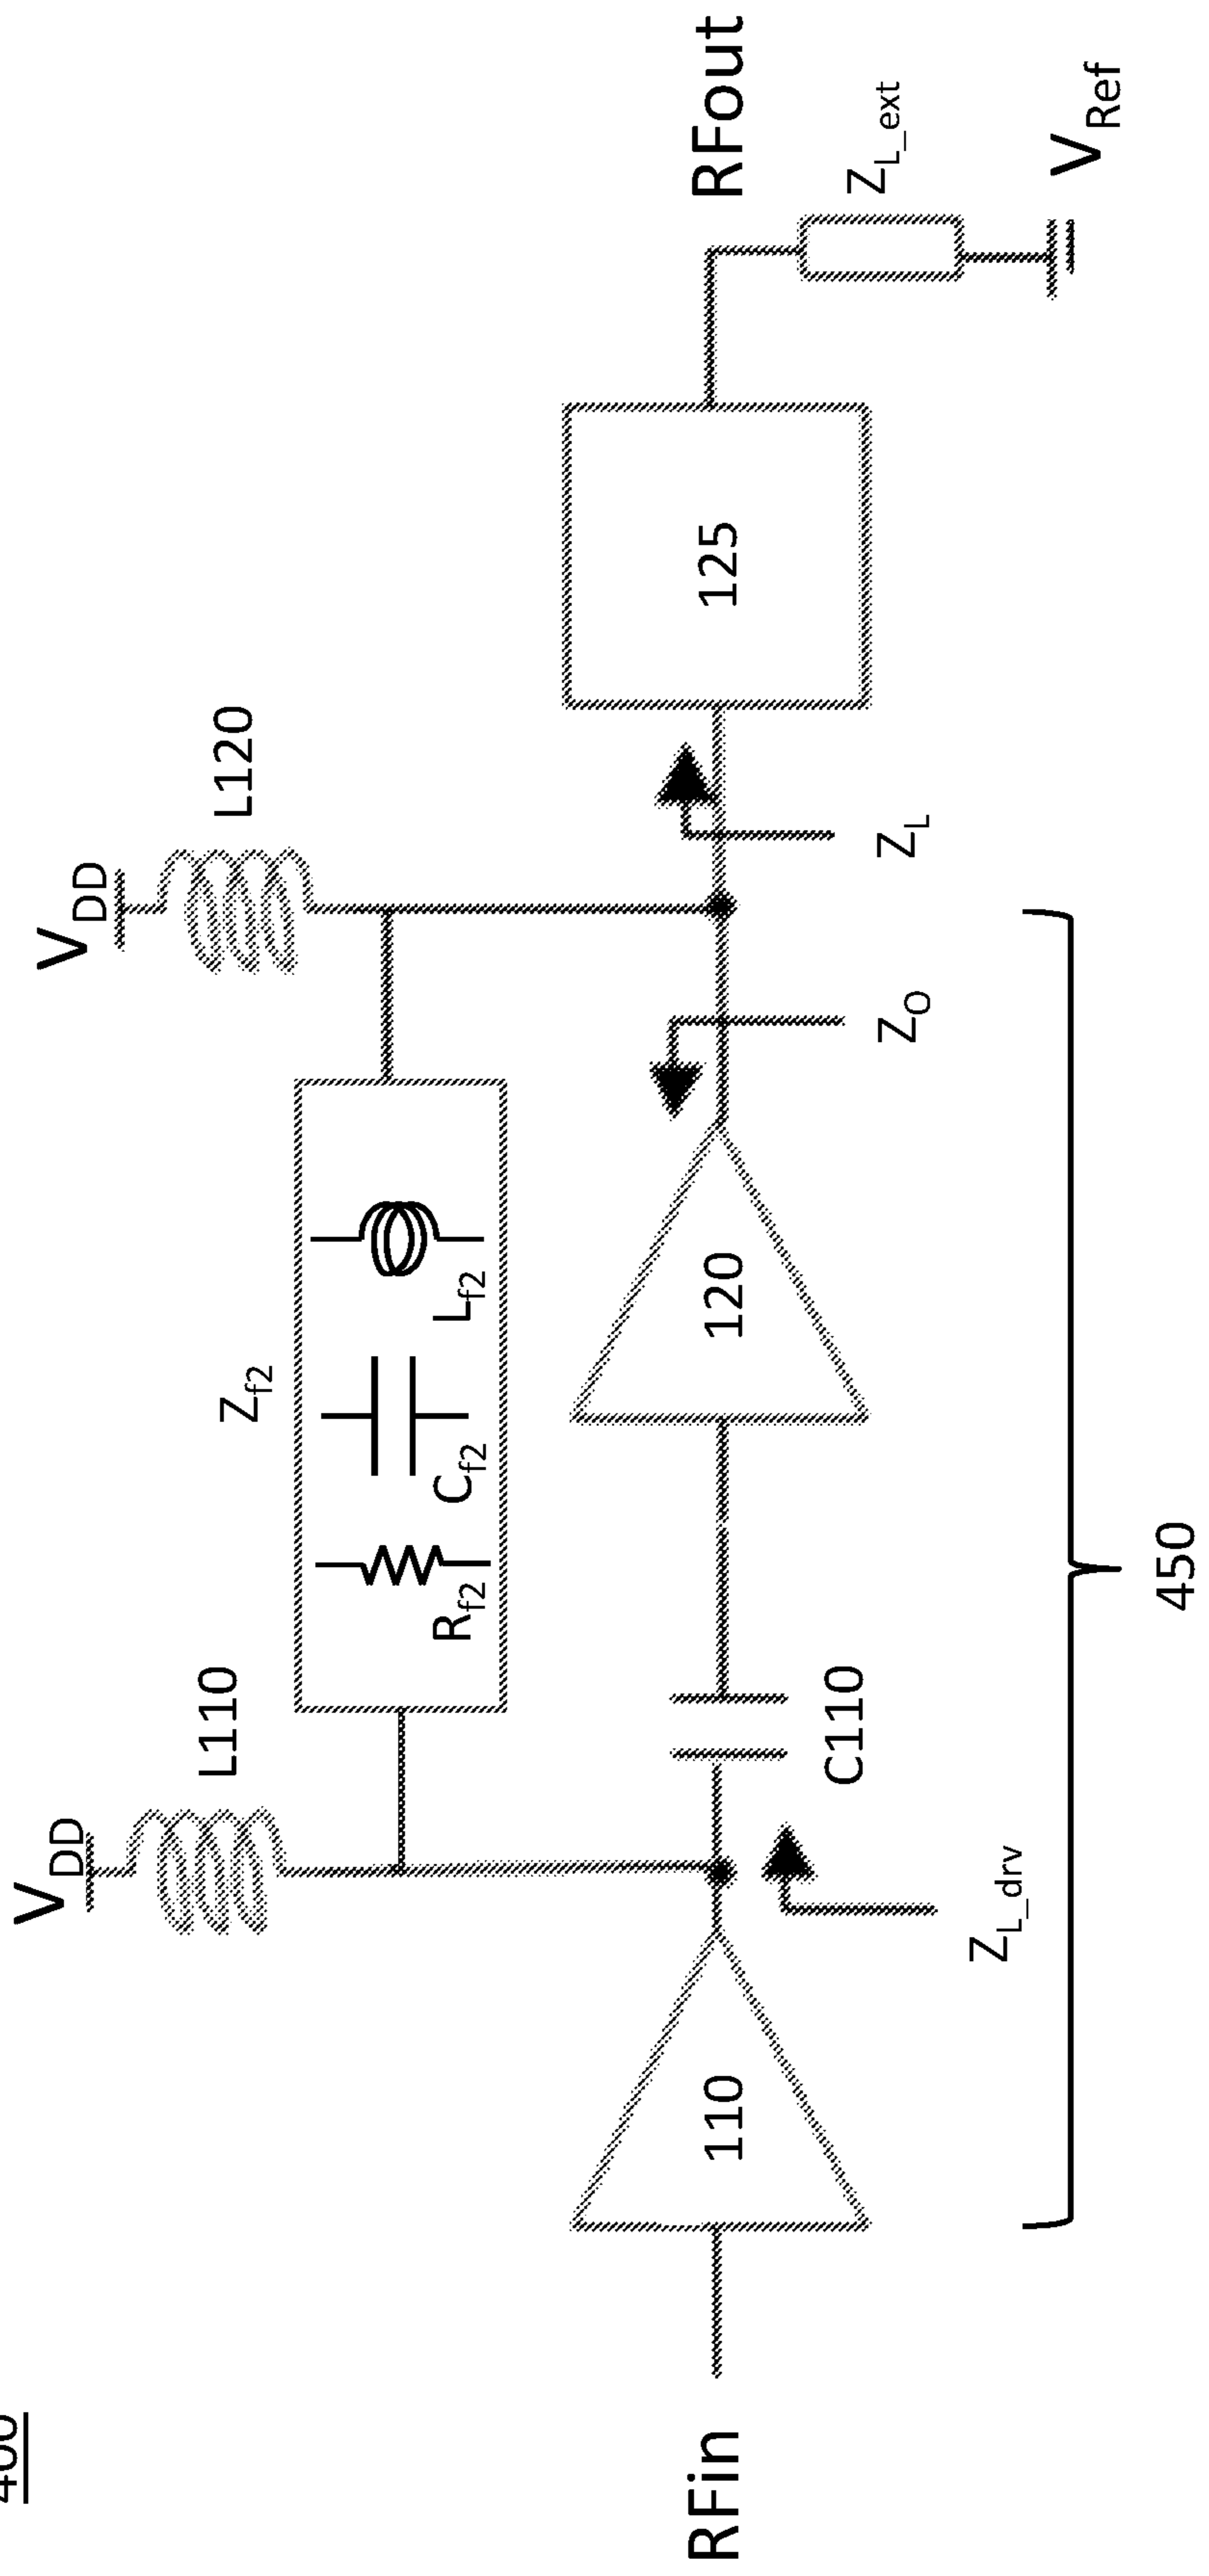 400
V_DD
V_DD
L110
L120
Z_f2
R_f2
C_f2
L_f2
RFin
110
120
125
RFout
C110
Z_L_drv
Z_O
Z_L
Z_L_ext
V_Ref
450